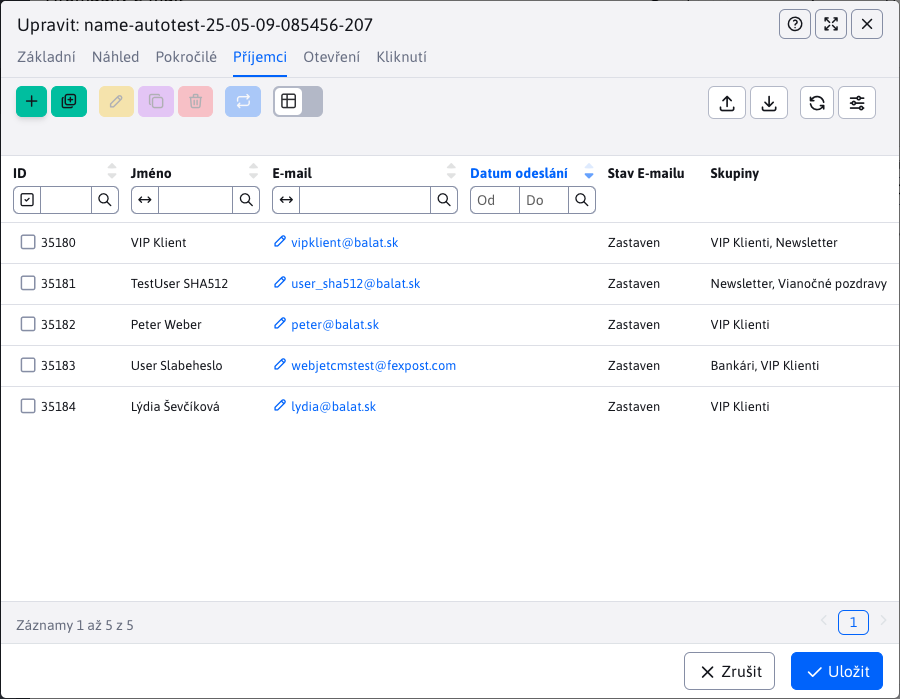 Upravit: name-autotest-25-05-09-085456-207
Základní Náhled Pokročilé Příjemci Otevření Kliknutí
ID Jméno E-mail Datum odeslání Stav E-mailu Skupiny
Od Do
35180 VIP Klient vipklient@balat.sk Zastaven VIP Klienti, Newsletter
35181 TestUser SHA512 user_sha512@balat.sk Zastaven Newsletter, Vianočné pozdravy
35182 Peter Weber peter@balat.sk Zastaven VIP Klienti
35183 User Slabeheslo webjetcmstest@fexpost.com Zastaven Bankári, VIP Klienti
35184 Lýdia Ševčíková lydia@balat.sk Zastaven VIP Klienti
Záznamy 1 až 5 z 5 1
Zrušit Uložit